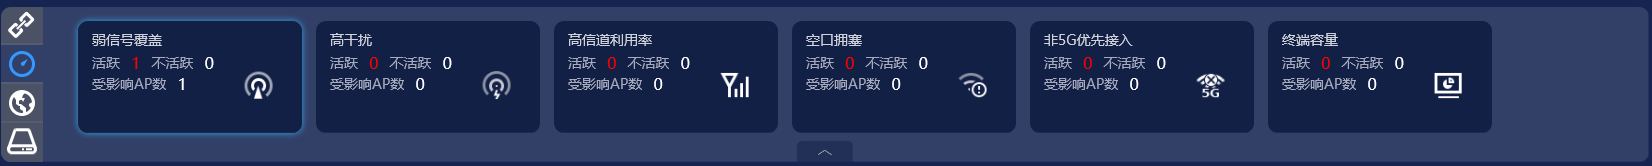 弱信号覆盖
活跃 1 不活跃 0
受影响AP数 1
高干扰
活跃 0 不活跃 0
受影响AP数 0
高信道利用率
活跃 0 不活跃 0
受影响AP数 0
空口拥塞
活跃 0 不活跃 0
受影响AP数 0
非5G优先接入
活跃 0 不活跃 0
受影响AP数 0
5G
终端容量
活跃 0 不活跃 0
受影响AP数 0